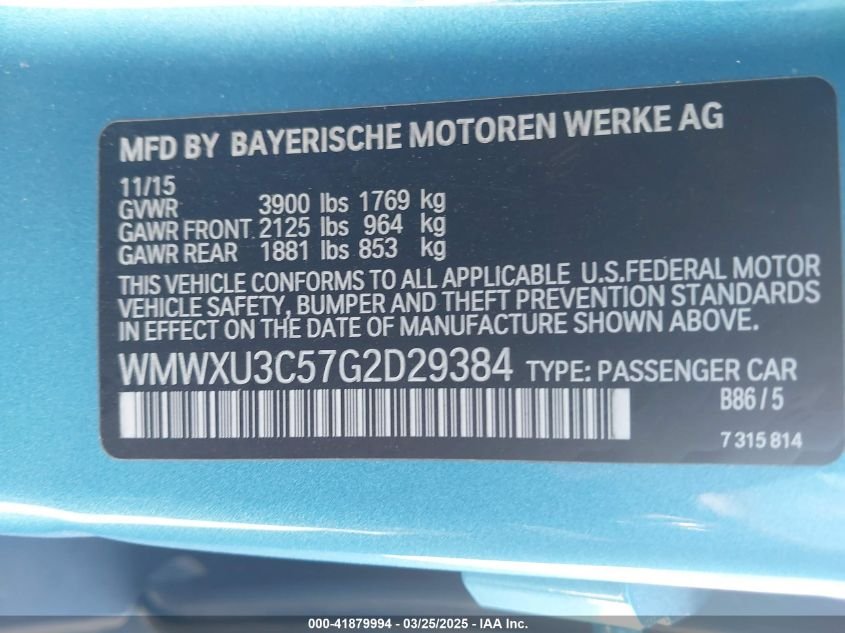 MFD BY BAYERISCHE MOTOREN WERKE AG
11/15
GVWR 3900 lbs 1769 kg
GAWR FRONT 2125 lbs 964 kg
GAWR REAR 1881 lbs 853 kg
THIS VEHICLE CONFORMS TO ALL APPLICABLE U.S.FEDERAL MOTOR
VEHICLE SAFETY, BUMPER AND THEFT PREVENTION STANDARDS
IN EFFECT ON THE DATE OF MANUFACTURE SHOWN ABOVE.
WMWXU3C57G2D29384 TYPE: PASSENGER CAR
B86 / 5
7 315 814
000-41879994 — 03/25/2025 - IAA Inc.